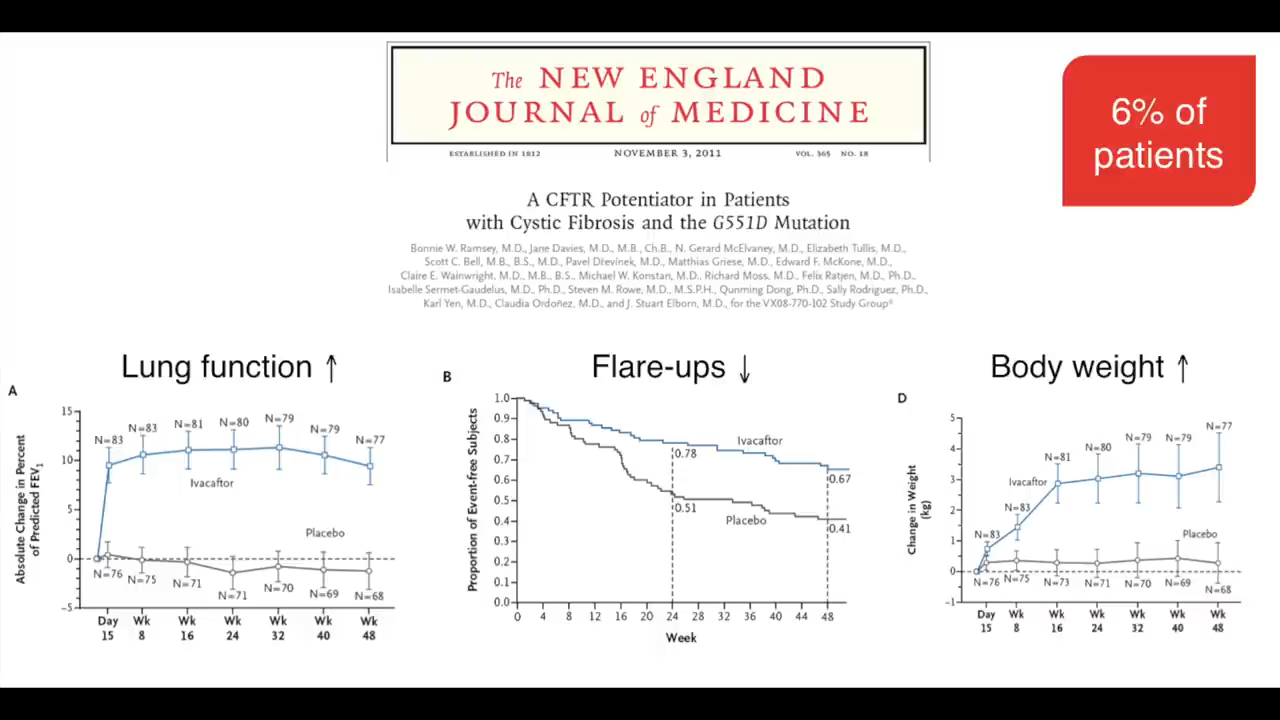 The NEW ENGLAND
JOURNAL of MEDICINE
ESTABLISHED IN 1812 NOVEMBER 3, 2011 VOL. 365 NO. 18
6% of
patients
A CFTR Potentiator in Patients
with Cystic Fibrosis and the G551D Mutation
Bonnie W. Ramsey, M.D., Jane Davies, M.D., M.B., Ch.B., N. Gerard McElvaney, M.D., Elizabeth Tullis, M.D.,
Scott C. Bell, M.B., B.S., M.D., Pavel Dřevínek, M.D., Matthias Griese, M.D., Edward F. McKone, M.D.,
Claire E. Wainwright, M.D., M.B., B.S., Michael W. Konstan, M.D., Richard Moss, M.D., Felix Ratjen, M.D., Ph.D.,
Isabelle Sermet-Gaudelus, M.D., Ph.D., Steven M. Rowe, M.D., M.S.P.H., Qunming Dong, Ph.D., Sally Rodriguez, Ph.D.,
Karl Yen, M.D., Claudia Ordoñez, M.D., and J. Stuart Elborn, M.D., for the VX08-770-102 Study Group*
Lung function ↑
A
Absolute Change in Percent
of Predicted FEV1
15
10
5
0
−5
N=83 N=83 N=81 N=80 N=79 N=79 N=77
Ivacaftor
Placebo
N=76 N=75 N=71 N=71 N=70 N=69 N=68
Day Wk Wk Wk Wk Wk Wk
15 8 16 24 32 40 48
Flare-ups ↓
B
Proportion of Event-free Subjects
1.0
0.9
0.8
0.7
0.6
0.5
0.4
0.3
0.2
0.1
0.0
Ivacaftor
0.78
0.67
0.51
Placebo
0.41
0 4 8 12 16 20 24 28 32 36 40 44 48
Week
Body weight ↑
D
Change in Weight
(kg)
5
4
3
2
1
0
−1
N=83 N=83 N=81 N=80 N=79 N=79 N=77
Ivacaftor
Placebo
N=76 N=75 N=73 N=71 N=70 N=69 N=68
Day Wk Wk Wk Wk Wk Wk
15 8 16 24 32 40 48